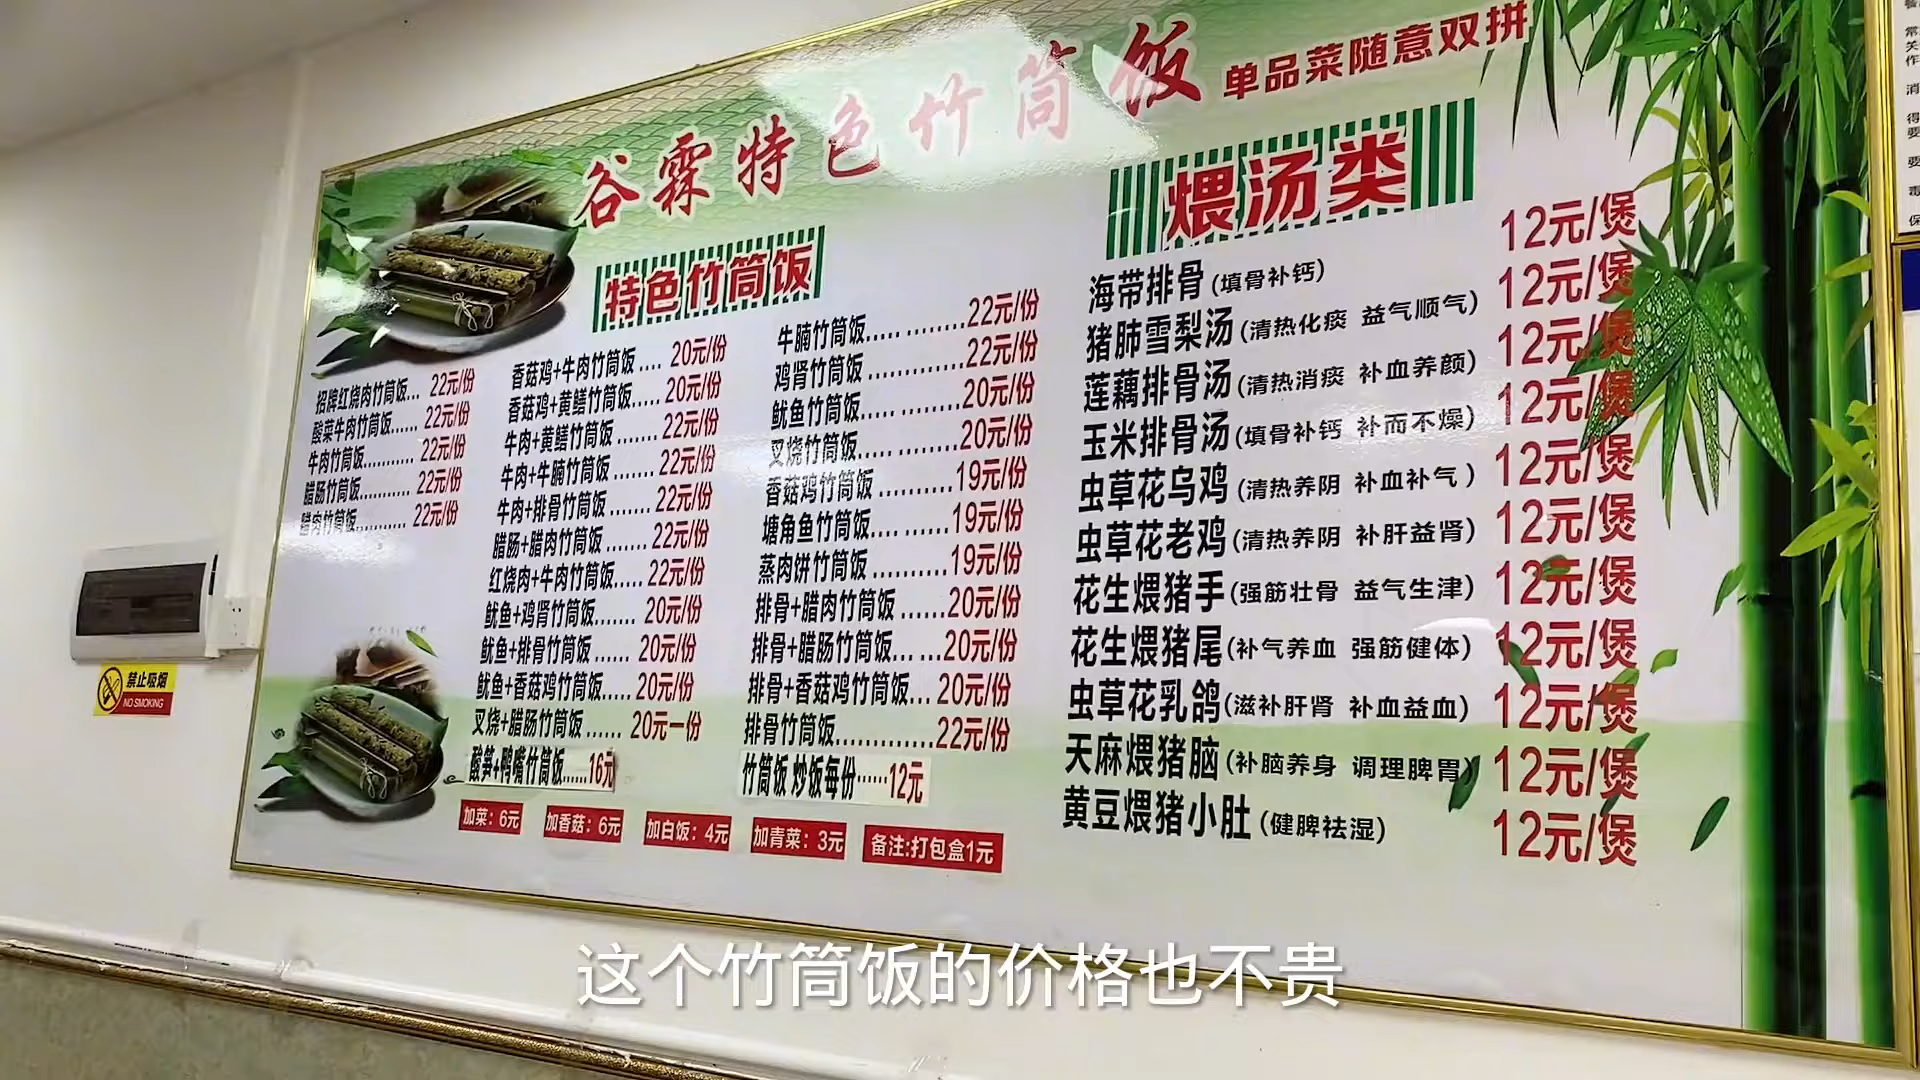 谷霖特色竹筒饭 单品菜随意双拼
特色竹筒饭
招牌红烧肉竹筒饭... 22元/份
酸菜牛肉竹筒饭...... 22元/份
牛肉竹筒饭........... 22元/份
腊肠竹筒饭........... 22元/份
腊肉竹筒饭........... 22元/份
香菇鸡+牛肉竹筒饭.... 20元/份
香菇鸡+黄鳝竹筒饭..... 20元/份
牛肉+黄鳝竹筒饭....... 22元/份
牛肉+牛腩竹筒饭....... 22元/份
牛肉+排骨竹筒饭....... 22元/份
腊肠+腊肉竹筒饭....... 22元/份
红烧肉+牛肉竹筒饭..... 22元/份
鱿鱼+鸡肾竹筒饭....... 20元/份
鱿鱼+排骨竹筒饭...... 20元/份
鱿鱼+香菇鸡竹筒饭..... 20元/份
叉烧+腊肠竹筒饭...... 20元一份
酸笋+鸭嘴竹筒饭......16元
牛腩竹筒饭..... ........22元/份
鸡肾竹筒饭.............22元/份
鱿鱼竹筒饭..... ........20元/份
叉烧竹筒饭..... ........20元/份
香菇鸡竹筒饭..........19元/份
塘角鱼竹筒饭.... ......19元/份
蒸肉饼竹筒饭..........19元/份
排骨+腊肉竹筒饭......20元/份
排骨+腊肠竹筒饭... ...20元/份
排骨+香菇鸡竹筒饭... 20元/份
排骨竹筒饭.............22元/份
竹筒饭 炒饭每份······12元
加菜：6元
加香菇：6元
加白饭：4元
加青菜：3元
备注:打包盒1元
煨汤类
海带排骨(填骨补钙) 12元/煲
猪肺雪梨汤(清热化痰 益气顺气) 12元/煲
莲藕排骨汤(清热消痰 补血养颜) 12元/煲
玉米排骨汤(填骨补钙 补而不燥) 12元/煲
虫草花乌鸡(清热养阴 补血补气) 12元/煲
虫草花老鸡(清热养阴 补肝益肾) 12元/煲
花生煨猪手(强筋壮骨 益气生津) 12元/煲
花生煨猪尾(补气养血 强筋健体) 12元/煲
虫草花乳鸽(滋补肝肾 补血益血) 12元/煲
天麻煨猪脑(补脑养身 调理脾胃) 12元/煲
黄豆煨猪小肚(健脾祛湿) 12元/煲
禁止吸烟
NO SMOKING
这个竹筒饭的价格也不贵